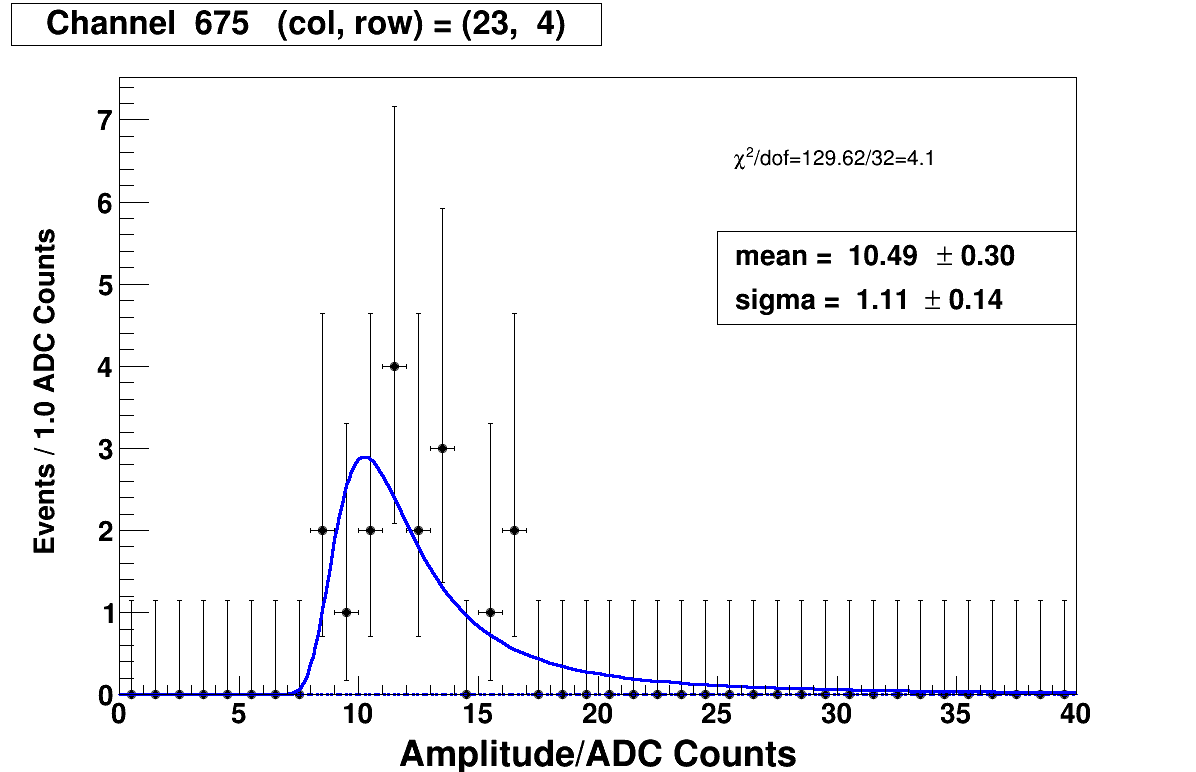 Channel  675   (col, row) = (23,  4)
χ²/dof=129.62/32=4.1
mean =  10.49  ± 0.30
sigma =  1.11  ± 0.14
Events / 1.0 ADC Counts
7
6
5
4
3
2
1
0
0 5 10 15 20 25 30 35 40
Amplitude/ADC Counts